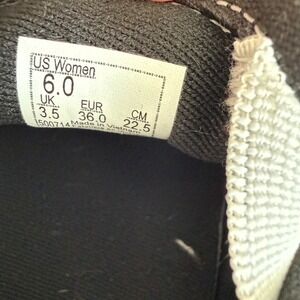 US Women
6.0
UK EUR CM
3.5 36.0 22.5
Made in Vietnam